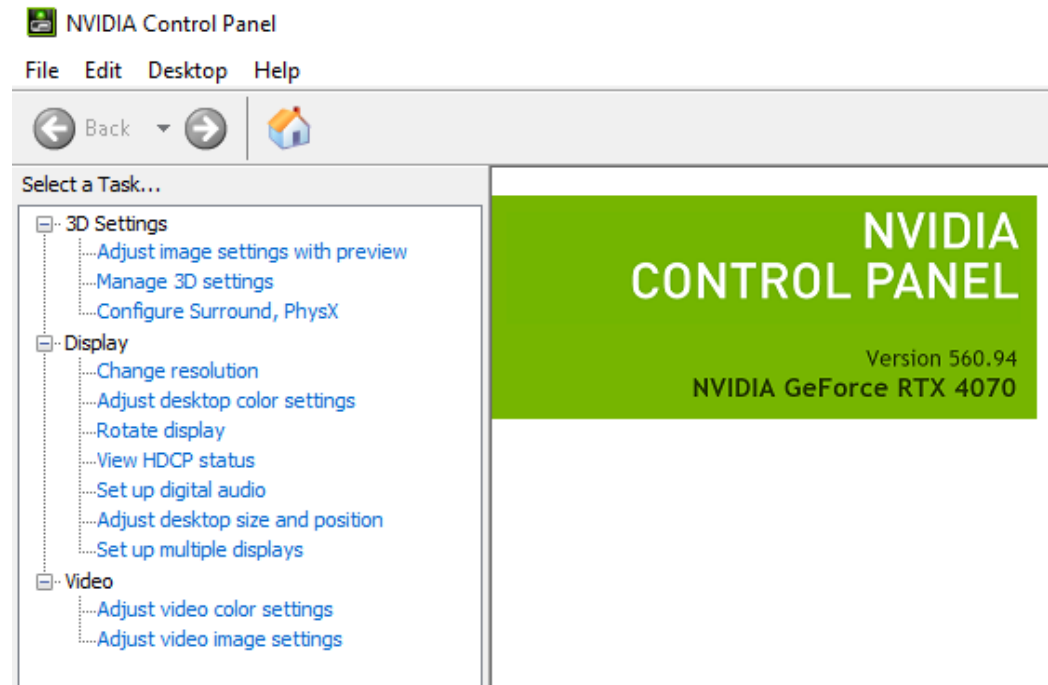 NVIDIA Control Panel
File Edit Desktop Help
Back
Select a Task...
3D Settings
Adjust image settings with preview
Manage 3D settings
Configure Surround, PhysX
Display
Change resolution
Adjust desktop color settings
Rotate display
View HDCP status
Set up digital audio
Adjust desktop size and position
Set up multiple displays
Video
Adjust video color settings
Adjust video image settings
NVIDIA
CONTROL PANEL
Version 560.94
NVIDIA GeForce RTX 4070